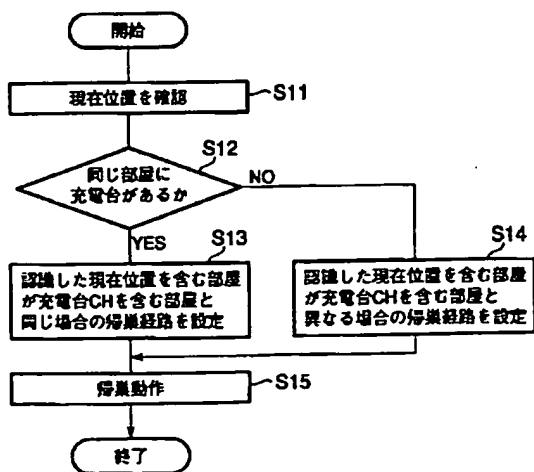 開始
現在位置を確認
S11
同じ部屋に
充電台があるか
S12
NO
YES
S13
認識した現在位置を含む部屋
が充電台CHを含む部屋と
同じ場合の帰巣経路を設定
S14
認識した現在位置を含む部屋
が充電台CHを含む部屋と
異なる場合の帰巣経路を設定
帰巣動作
S15
終了